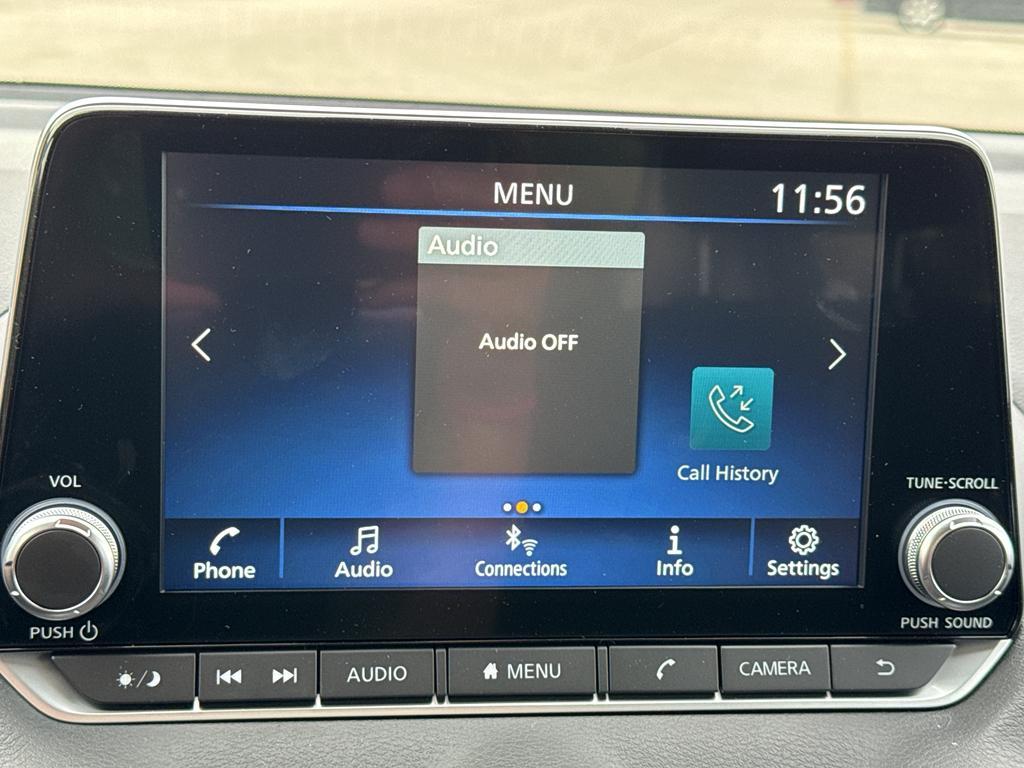 MENU
11:56
Audio
Audio OFF
Call History
VOL
TUNE·SCROLL
Phone
Audio
Connections
Info
Settings
PUSH
PUSH SOUND
AUDIO
MENU
CAMERA